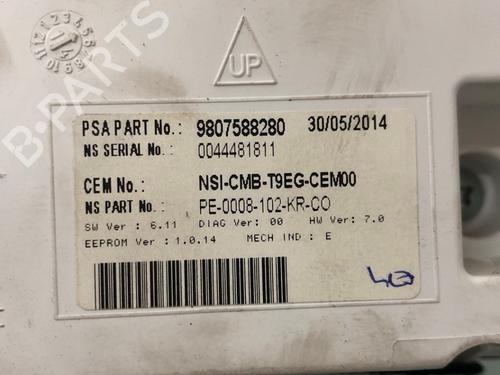 UP
PSA PART No.: 9807588280 30/05/2014
NS SERIAL No.: 0044481811
CEM No.: NSI-CMB-T9EG-CEM00
NS PART No.: PE-0008-102-KR-CO
SW Ver : 6.11 DIAG Ver : 00 HW Ver : 7.0
EEPROM Ver : 1.0.14 MECH IND : E
B-PARTS